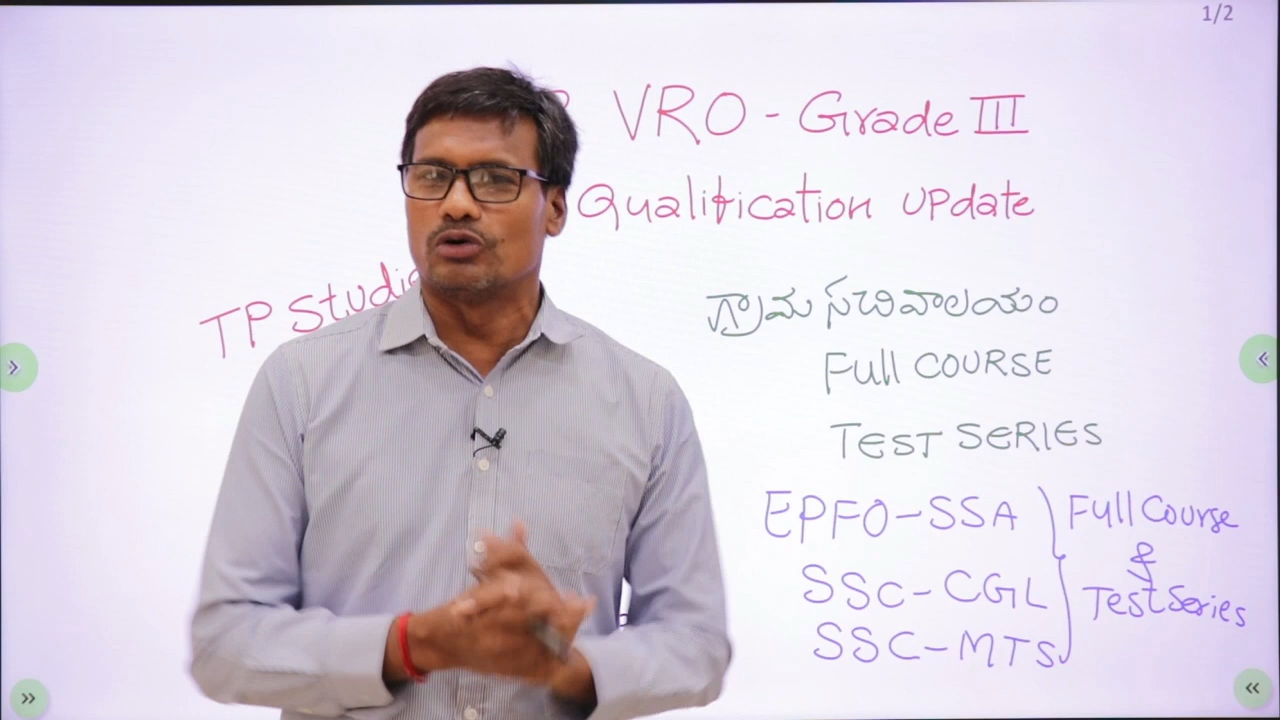 1/2
VRO - Grade III
Qualification update
TP Studi
గ్రామ సచివాలయం
Full COURSE
TEST SERIES
EPFO-SSA
SSC-CGL
SSC-MTS
Full Course
&
Test Series